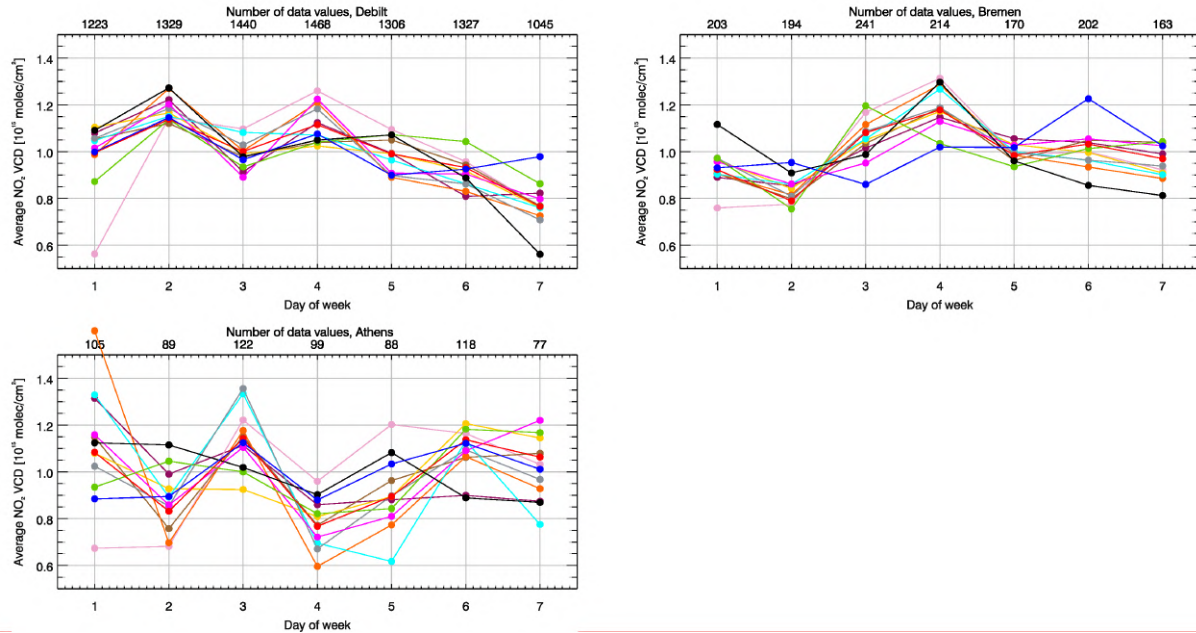 Number of data values, Debilt
1223 1329 1440 1468 1306 1327 1045
Average NO₂ VCD [10¹⁵ molec/cm²]
1.4
1.2
1.0
0.8
0.6
1 2 3 4 5 6 7
Day of week
Number of data values, Bremen
203 194 241 214 170 202 163
Average NO₂ VCD [10¹⁵ molec/cm²]
1.4
1.2
1.0
0.8
0.6
1 2 3 4 5 6 7
Day of week
Number of data values, Athens
105 89 122 99 88 118 77
Average NO₂ VCD [10¹⁵ molec/cm²]
1.4
1.2
1.0
0.8
0.6
1 2 3 4 5 6 7
Day of week